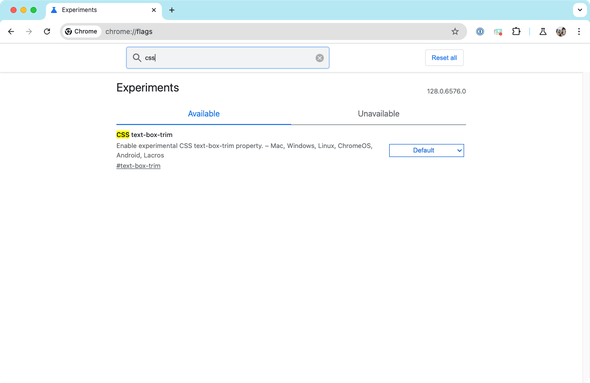 Experiments
Chrome
chrome://flags
css
Reset all
Experiments
128.0.6576.0
Available
Unavailable
CSS text-box-trim
Enable experimental CSS text-box-trim property. – Mac, Windows, Linux, ChromeOS,
Android, Lacros
#text-box-trim
Default